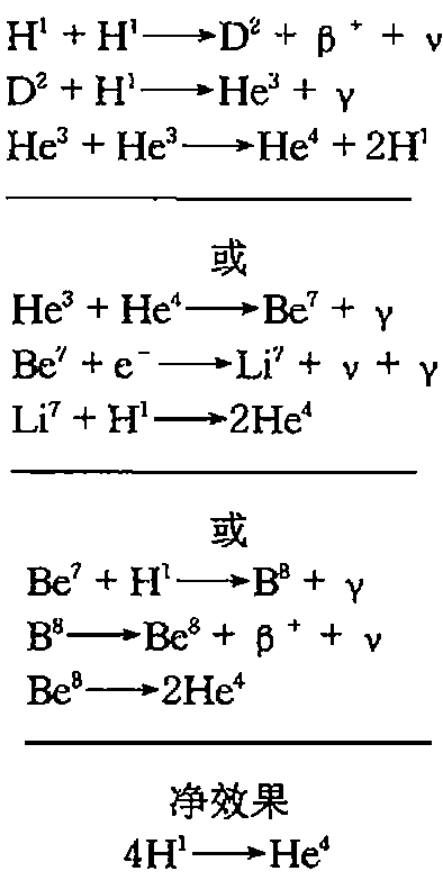 H¹ + H¹⟶D² + β⁺ + ν
D² + H¹⟶He³ + γ
He³ + He³⟶He⁴ + 2H¹
或
He³ + He⁴⟶Be⁷ + γ
Be⁷ + e⁻⟶Li⁷ + ν + γ
Li⁷ + H¹⟶2He⁴
或
Be⁷ + H¹⟶B⁸ + γ
B⁸⟶Be⁸ + β⁺ + ν
Be⁸⟶2He⁴
净效果
4H¹⟶He⁴